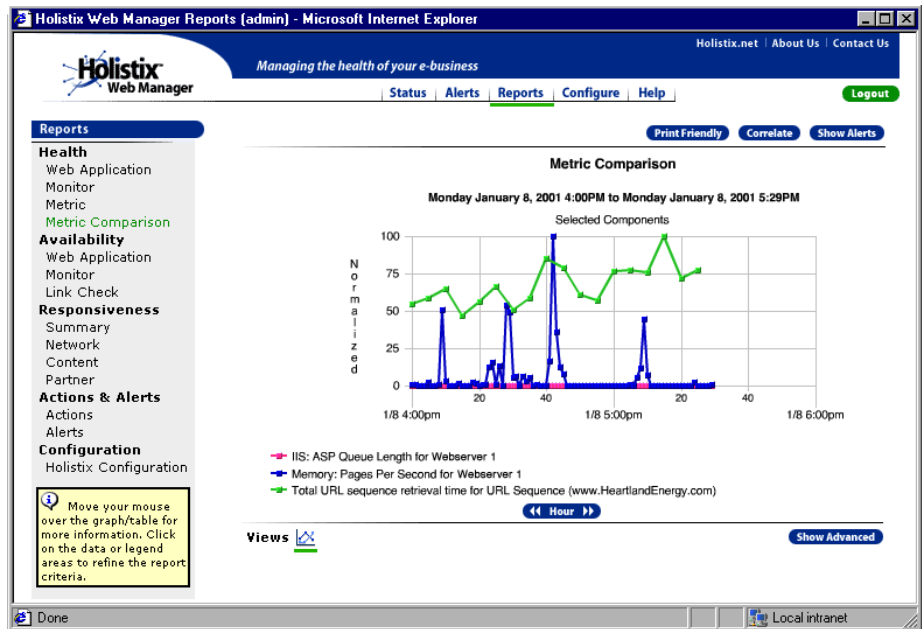 Holistix Web Manager Reports (admin) - Microsoft Internet Explorer
Holistix.net | About Us | Contact Us
Holistix
Web Manager
Managing the health of your e-business
Status | Alerts | Reports | Configure | Help
Logout
Reports
Health
Web Application
Monitor
Metric
Metric Comparison
Availability
Web Application
Monitor
Link Check
Responsiveness
Summary
Network
Content
Partner
Actions & Alerts
Actions
Alerts
Configuration
Holistix Configuration
Move your mouse
over the graph/table for
more information. Click
on the data or legend
areas to refine the report
criteria.
Print Friendly Correlate Show Alerts
Metric Comparison
Monday January 8, 2001 4:00PM to Monday January 8, 2001 5:29PM
Selected Components
Normalized
100
75
50
25
0
20 40 20 40
1/8 4:00pm 1/8 5:00pm 1/8 6:00pm
IIS: ASP Queue Length for Webserver 1
Memory: Pages Per Second for Webserver 1
Total URL sequence retrieval time for URL Sequence (www.HeartlandEnergy.com)
Hour
Views
Show Advanced
Done
Local intranet